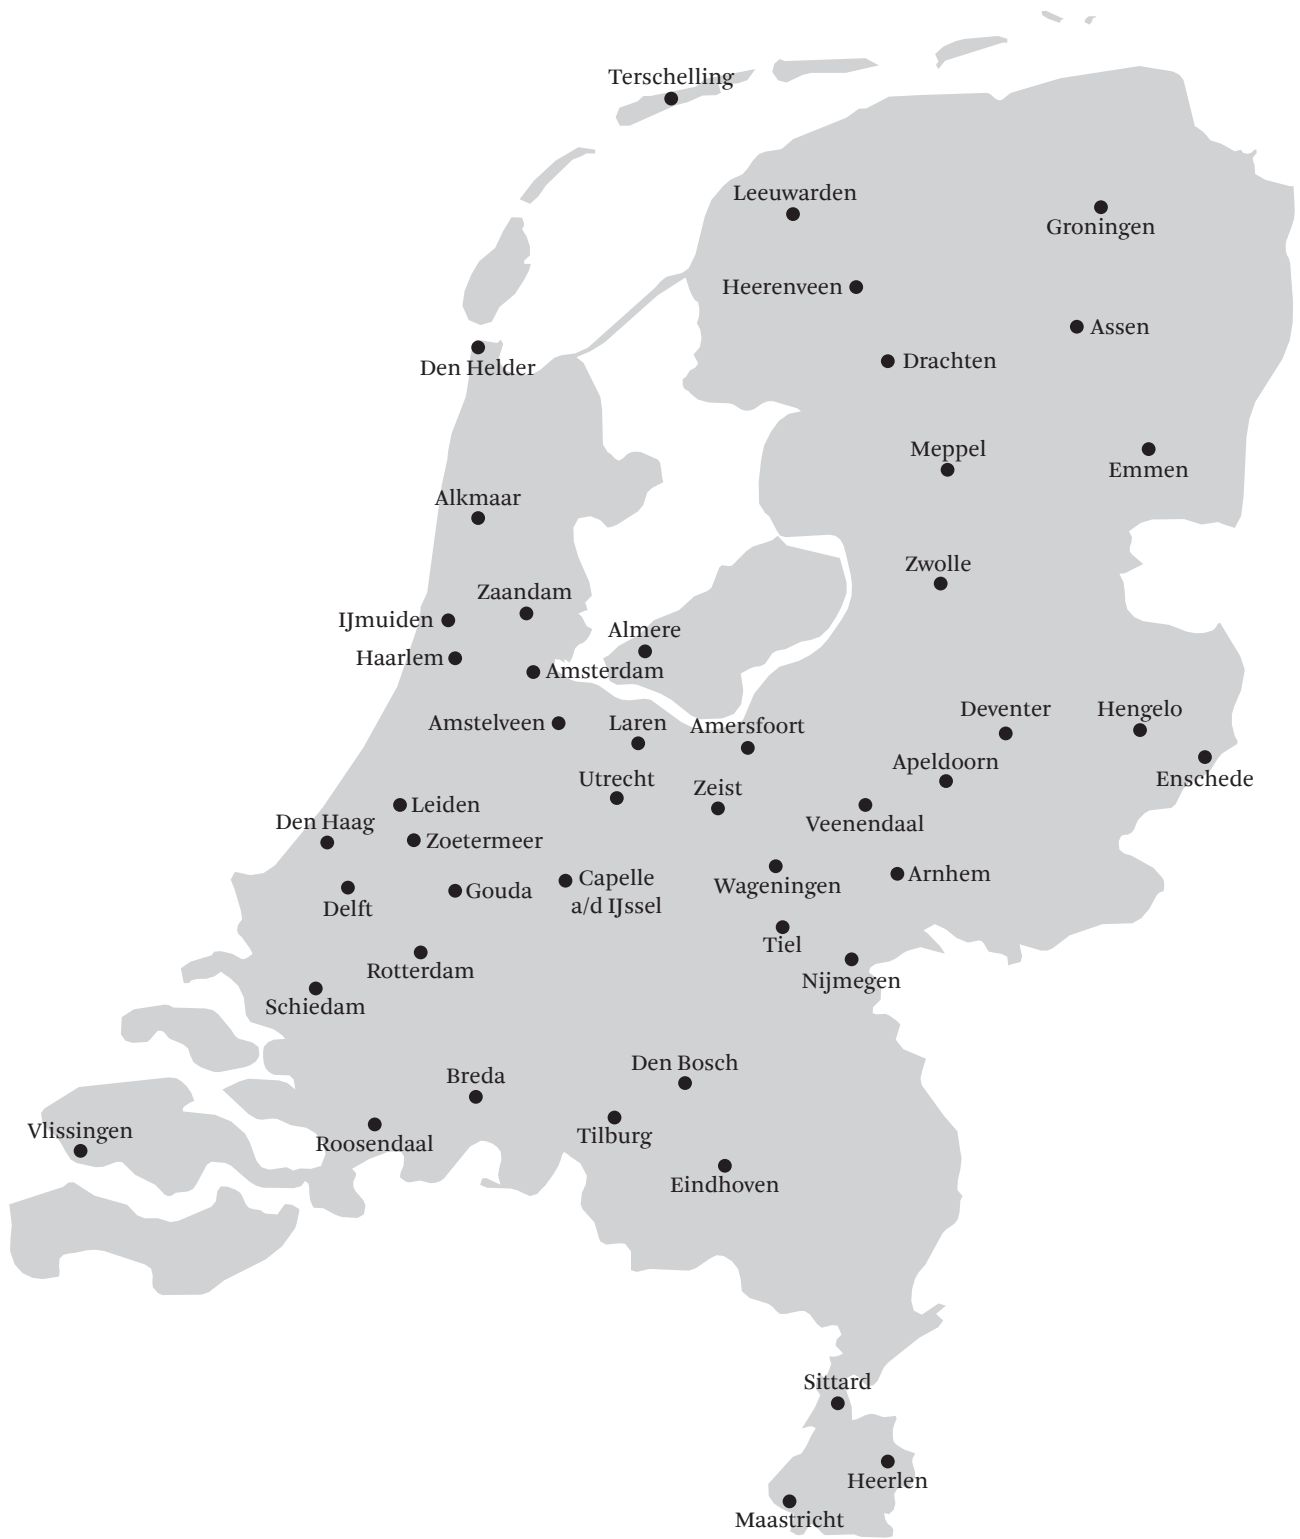 Terschelling
Leeuwarden
Groningen
Heerenveen
Assen
Den Helder
Drachten
Meppel
Emmen
Alkmaar
Zwolle
Zaandam
IJmuiden
Almere
Haarlem
Amsterdam
Deventer
Hengelo
Amstelveen
Laren
Amersfoort
Apeldoorn
Utrecht
Enschede
Zeist
Leiden
Den Haag
Veenendaal
Zoetermeer
Arnhem
Capelle
a/d IJssel
Wageningen
Gouda
Delft
Tiel
Rotterdam
Nijmegen
Schiedam
Den Bosch
Breda
Vlissingen
Tilburg
Roosendaal
Eindhoven
Sittard
Heerlen
Maastricht